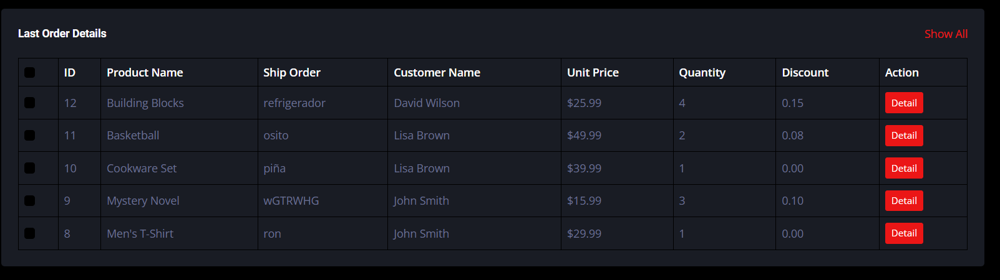 Last Order Details Show All
ID Product Name Ship Order Customer Name Unit Price Quantity Discount Action
12 Building Blocks refrigerador David Wilson $25.99 4 0.15 Detail
11 Basketball osito Lisa Brown $49.99 2 0.08 Detail
10 Cookware Set piña Lisa Brown $39.99 1 0.00 Detail
9 Mystery Novel wGTRWHG John Smith $15.99 3 0.10 Detail
8 Men's T-Shirt ron John Smith $29.99 1 0.00 Detail